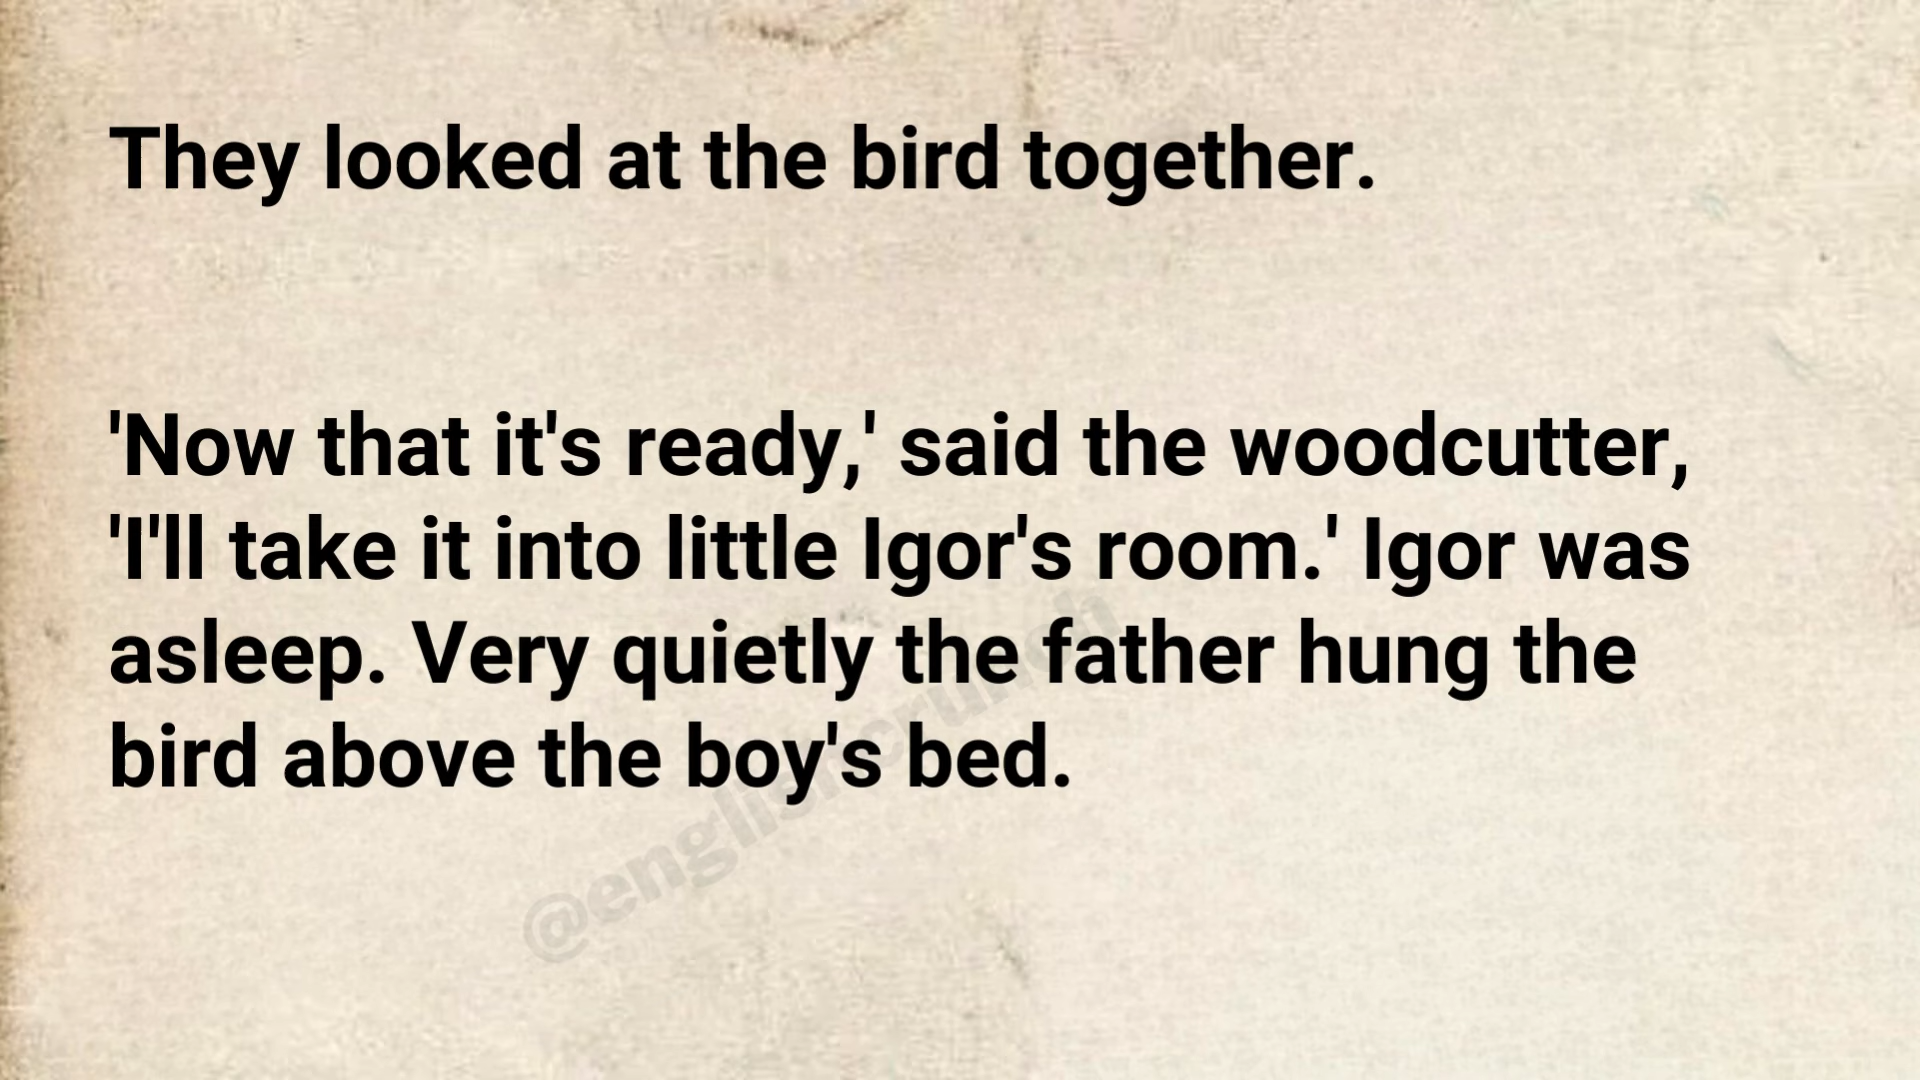 They looked at the bird together.
'Now that it's ready,' said the woodcutter,
'I'll take it into little Igor's room.' Igor was
asleep. Very quietly the father hung the
bird above the boy's bed.
@englishcrunch